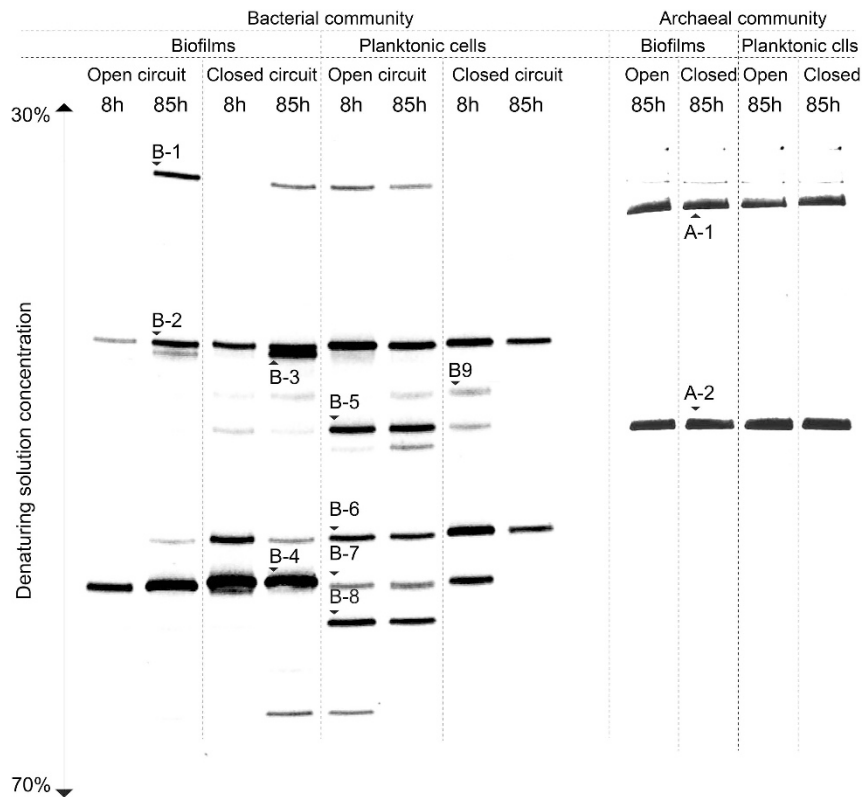 Bacterial community Archaeal community
Biofilms Planktonic cells Biofilms Planktonic clls
Open circuit Closed circuit Open circuit Closed circuit Open Closed Open Closed
8h 85h 8h 85h 8h 85h 8h 85h 85h 85h 85h 85h
30%
B-1
A-1
Denaturing solution concentration
B-2
B-3
B9
B-5
A-2
B-6
B-4
B-7
B-8
70%